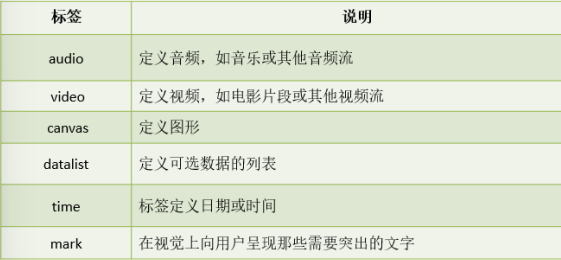 标签 说明
audio 定义音频，如音乐或其他音频流
video 定义视频，如电影片段或其他视频流
canvas 定义图形
datalist 定义可选数据的列表
time 标签定义日期或时间
mark 在视觉上向用户呈现那些需要突出的文字